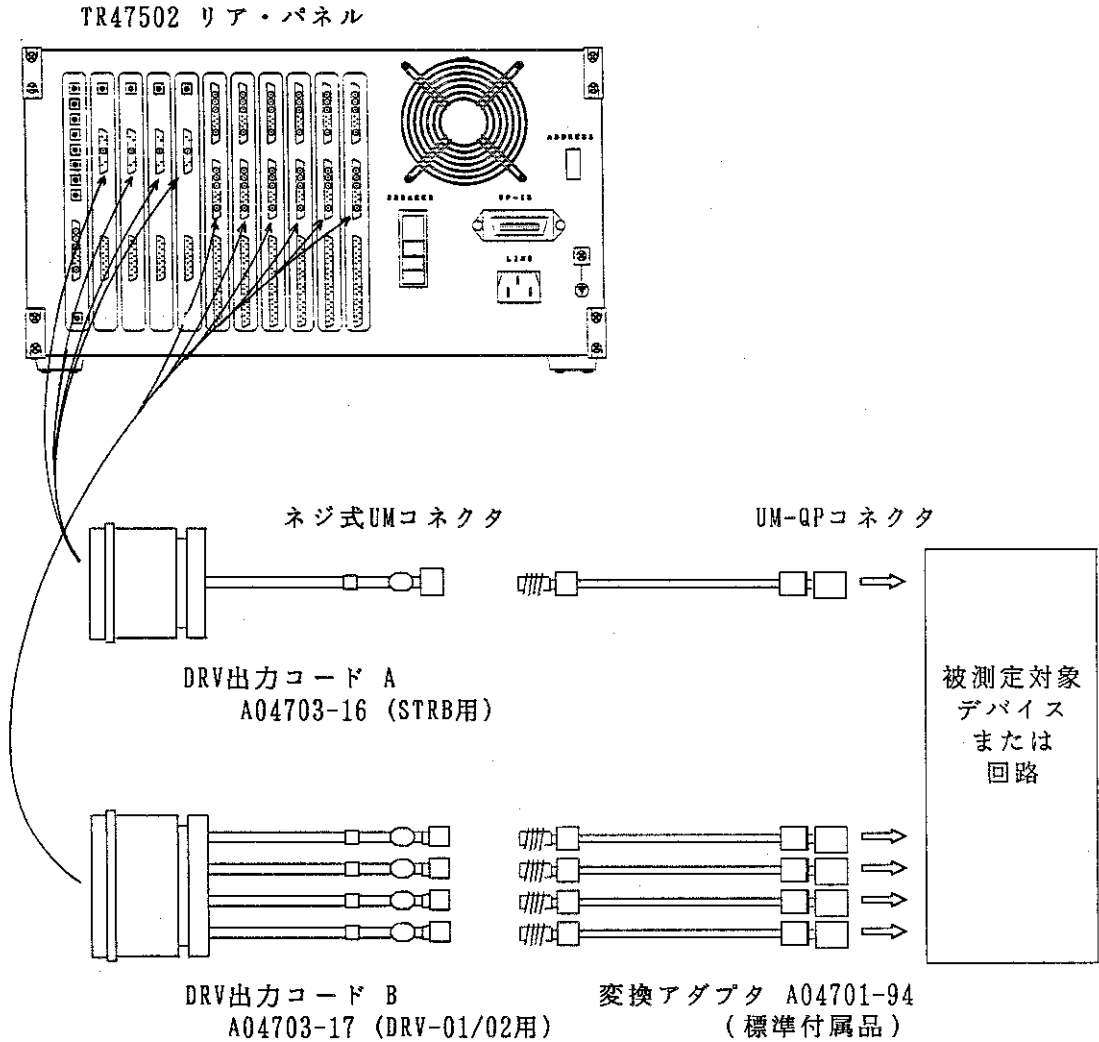 TR47502 リア・パネル
ADDRESS
BREAKER
GP-IB
LINE
ネジ式UMコネクタ
UM-QPコネクタ
DRV出力コード A
A04703-16 (STRB用)
被測定対象
デバイス
または
回路
DRV出力コード B
A04703-17 (DRV-01/02用)
変換アダプタ A04701-94
(標準付属品)